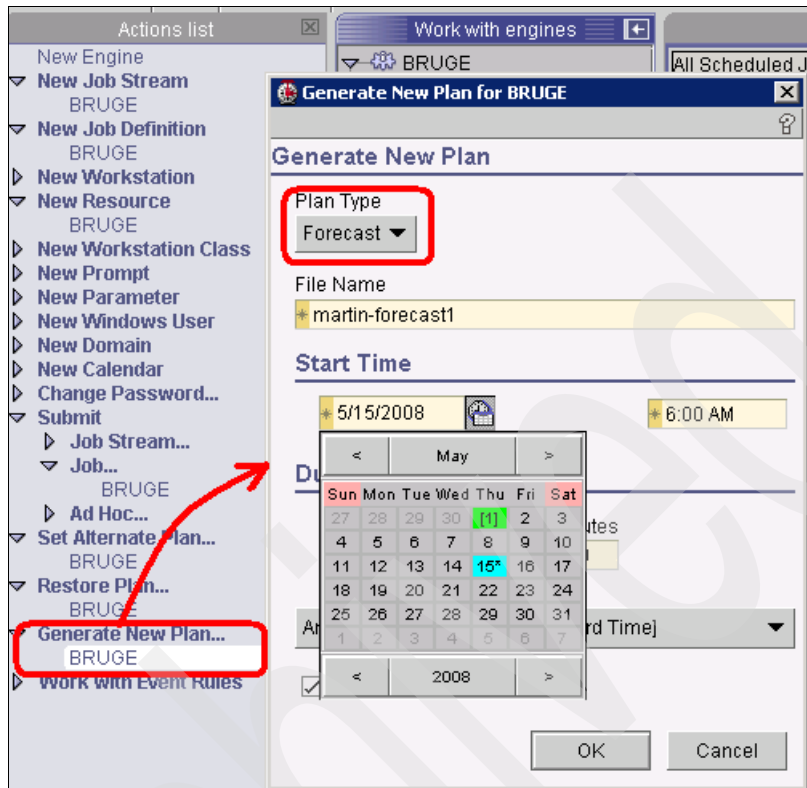 Actions list
New Engine
New Job Stream
BRUGE
New Job Definition
BRUGE
New Workstation
New Resource
BRUGE
New Workstation Class
New Prompt
New Parameter
New Windows User
New Domain
New Calendar
Change Password...
Submit
Job Stream...
Job...
BRUGE
Ad Hoc...
Set Alternate Plan...
BRUGE
Restore Plan...
BRUGE
Generate New Plan...
BRUGE
Work with Event Rules
Work with engines
BRUGE
All Scheduled J
Generate New Plan for BRUGE
?
Generate New Plan
Plan Type
Forecast
File Name
* martin-forecast1
Start Time
* 5/15/2008
* 6:00 AM
< May >
Sun Mon Tue Wed Thu Fri Sat
27 28 29 30 [1] 2 3
4 5 6 7 8 9 10
11 12 13 14 15* 16 17
18 19 20 21 22 23 24
25 26 27 28 29 30 31
1 2 3 4 5 6 7
< 2008 >
Du
utes
Ar
rd Time]
OK Cancel